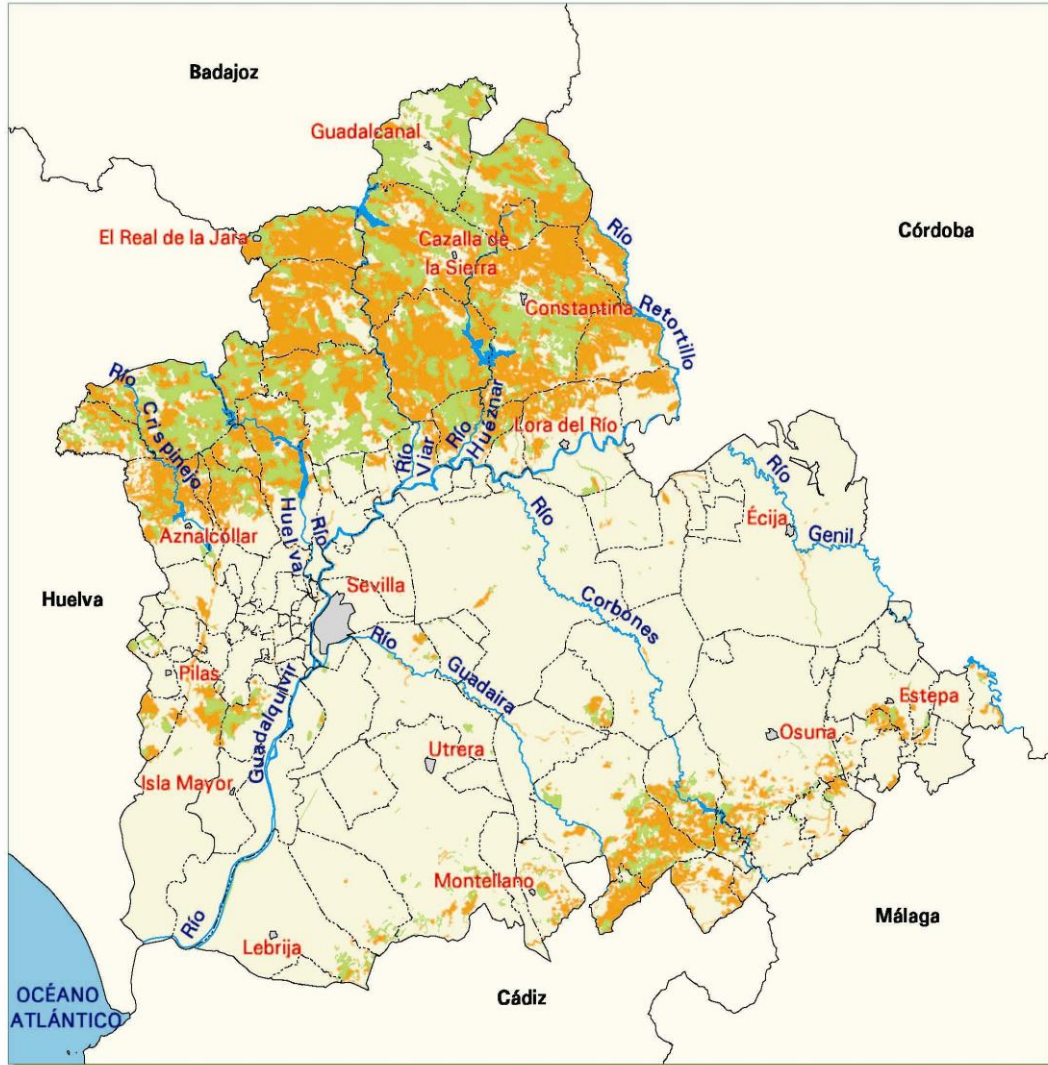 Badajoz
Guadalcanal
El Real de la Jara
Cazalla de
la Sierra
Río
Retortillo
Córdoba
Constantina
Río
Crispinejo
Río
Viar
Río
Huéznar
Lora del Río
Huelva
Río
Río
Corbones
Río
Genil
Écija
Aznalcóllar
Huelva
Sevilla
Río
Guadaira
Pilas
Guadalquivir
Río
Isla Mayor
Utrera
Estepa
Osuna
Montellano
Lebrija
Málaga
Cádiz
OCÉANO
ATLÁNTICO